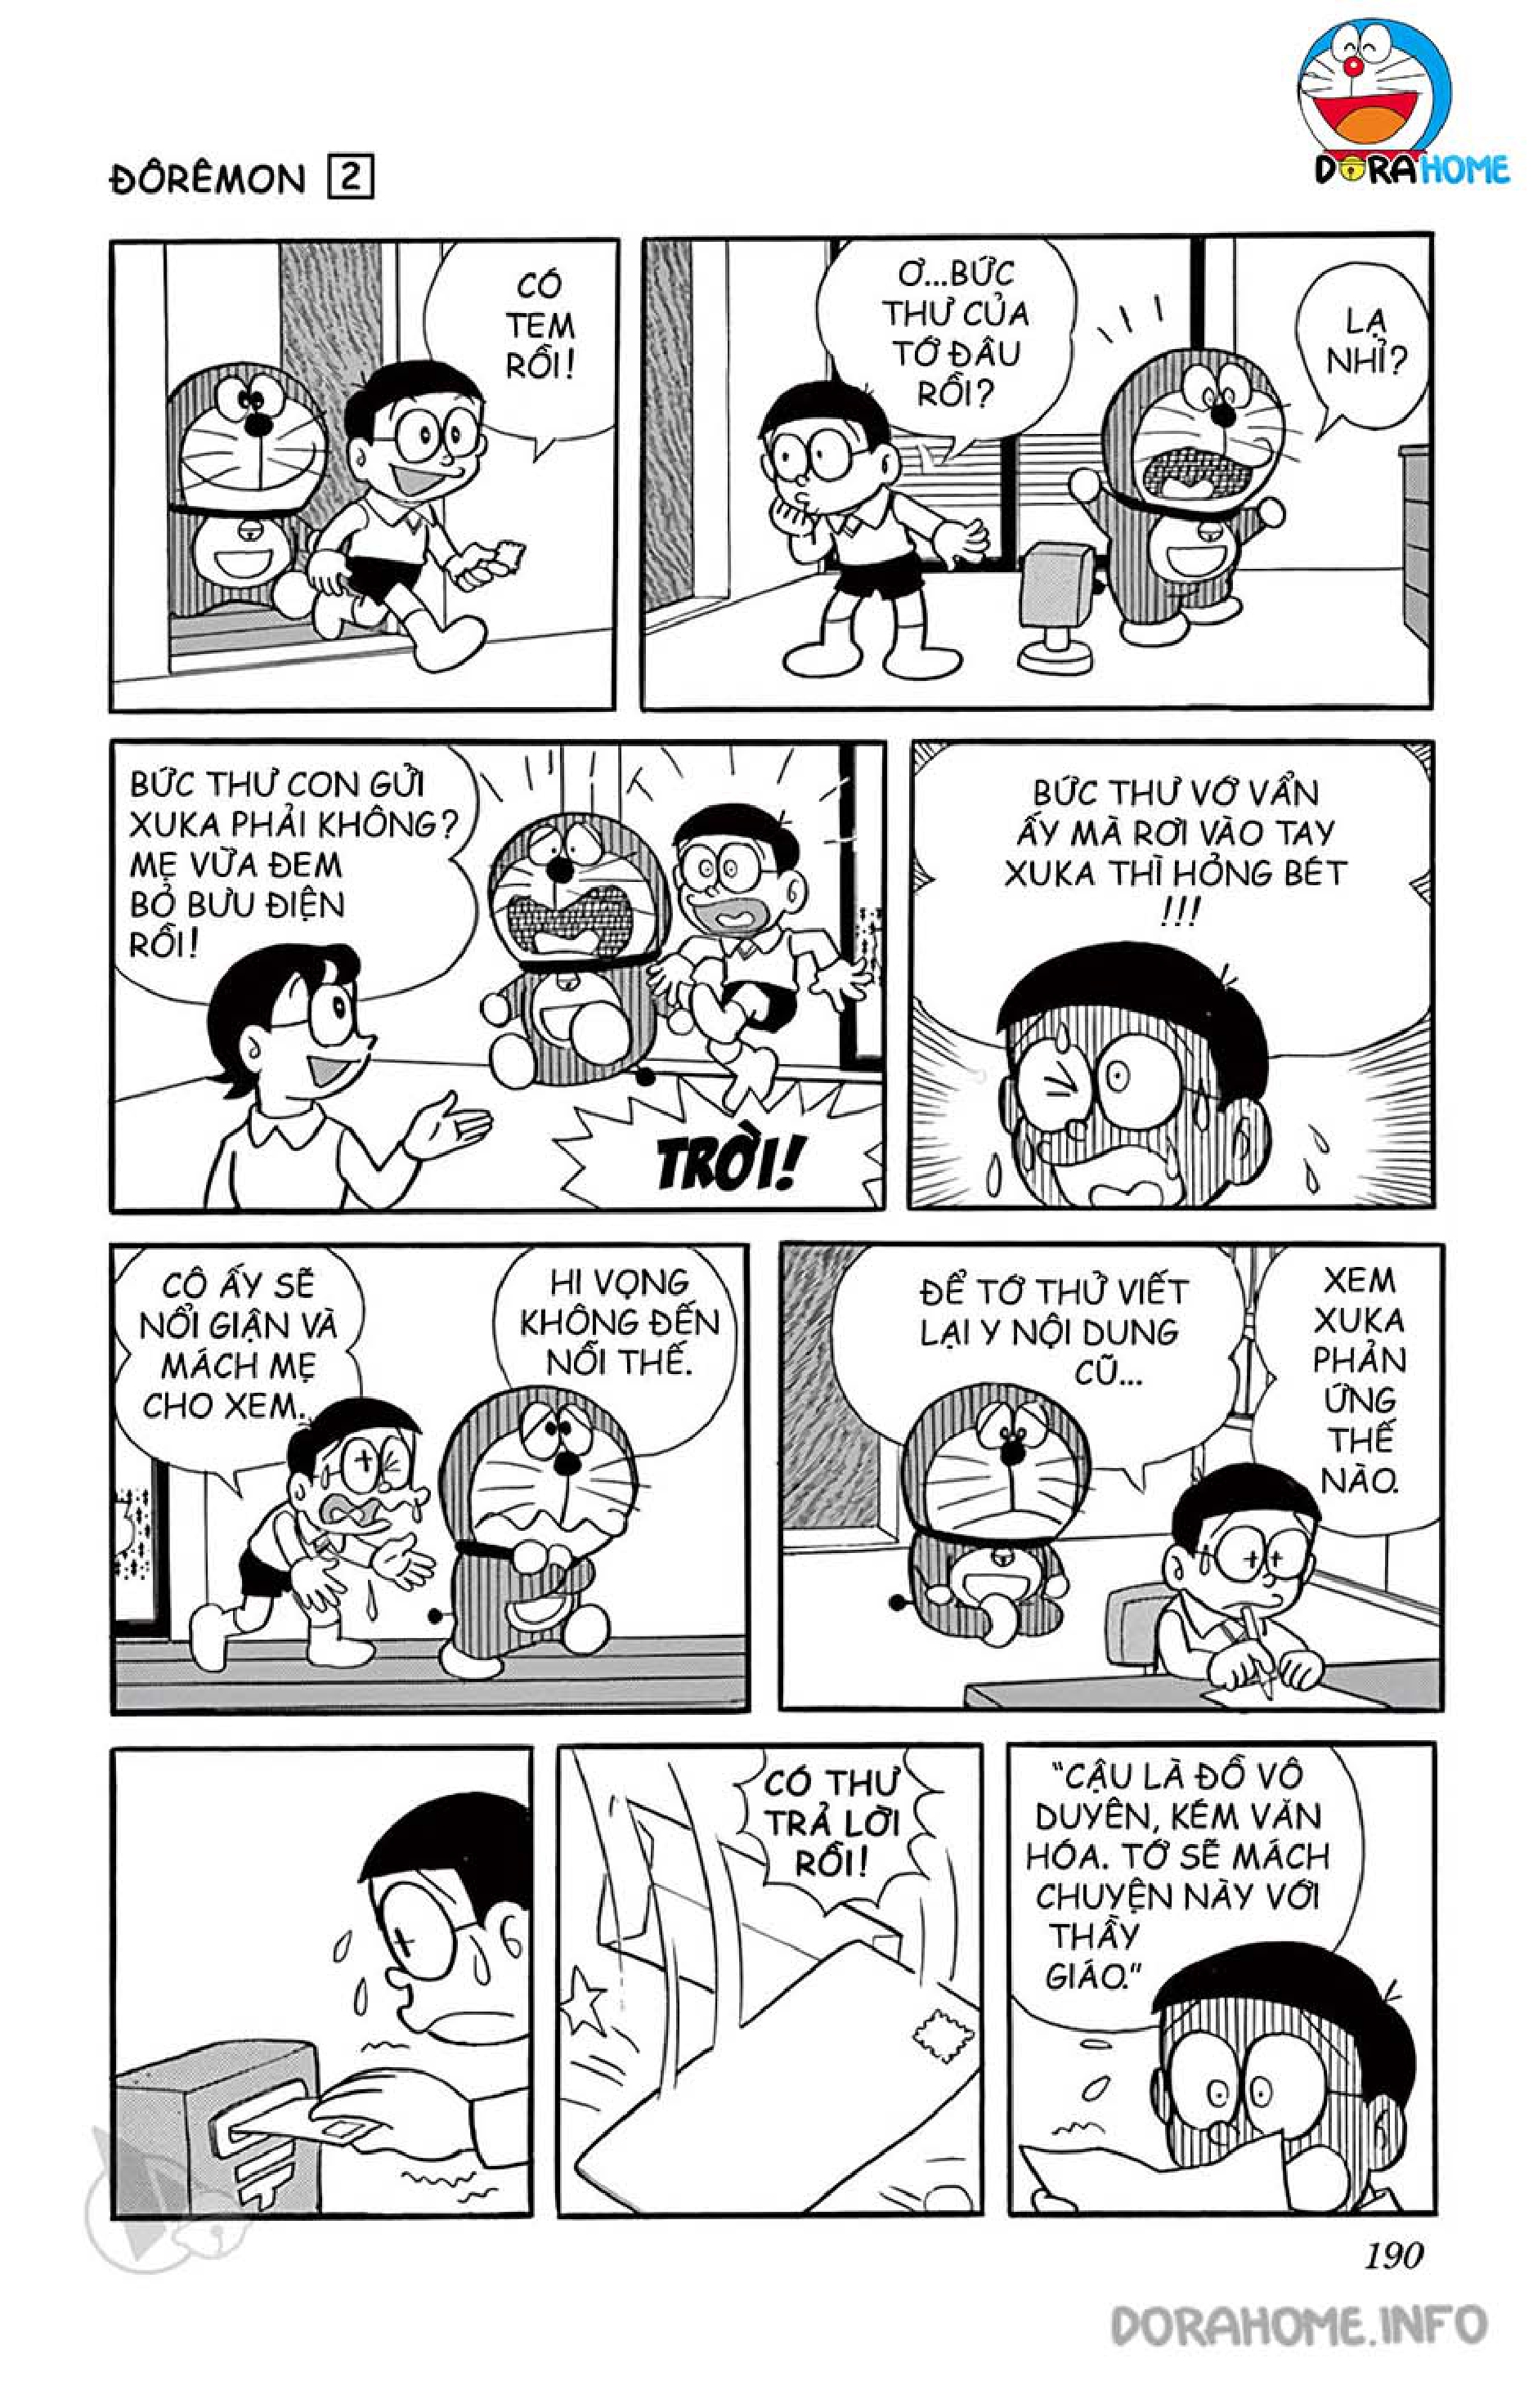 DORAHOME
ĐÔRÊMON 2
CÓ
TEM
RỒI!
Ơ...BỨC
THƯ CỦA
TỚ ĐÂU
RỒI?
LẠ
NHỈ?
BỨC THƯ CON GỬI
XUKA PHẢI KHÔNG?
MẸ VỪA ĐEM
BỎ BƯU ĐIỆN
RỒI!
TRỜI!
BỨC THƯ VỚ VẨN
ẤY MÀ RƠI VÀO TAY
XUKA THÌ HỎNG BÉT
!!!
CÔ ẤY SẼ
NỔI GIẬN VÀ
MÁCH MẸ
CHO XEM.
HI VỌNG
KHÔNG ĐẾN
NỖI THẾ.
ĐỂ TỚ THỬ VIẾT
LẠI Y NỘI DUNG
CŨ...
XEM
XUKA
PHẢN
ỨNG
THẾ
NÀO.
CÓ THƯ
TRẢ LỜI
RỒI!
“CẬU LÀ ĐỒ VÔ
DUYÊN, KÉM VĂN
HÓA. TỚ SẼ MÁCH
CHUYỆN NÀY VỚI
THẦY
GIÁO.”
190
DORAHOME.INFO